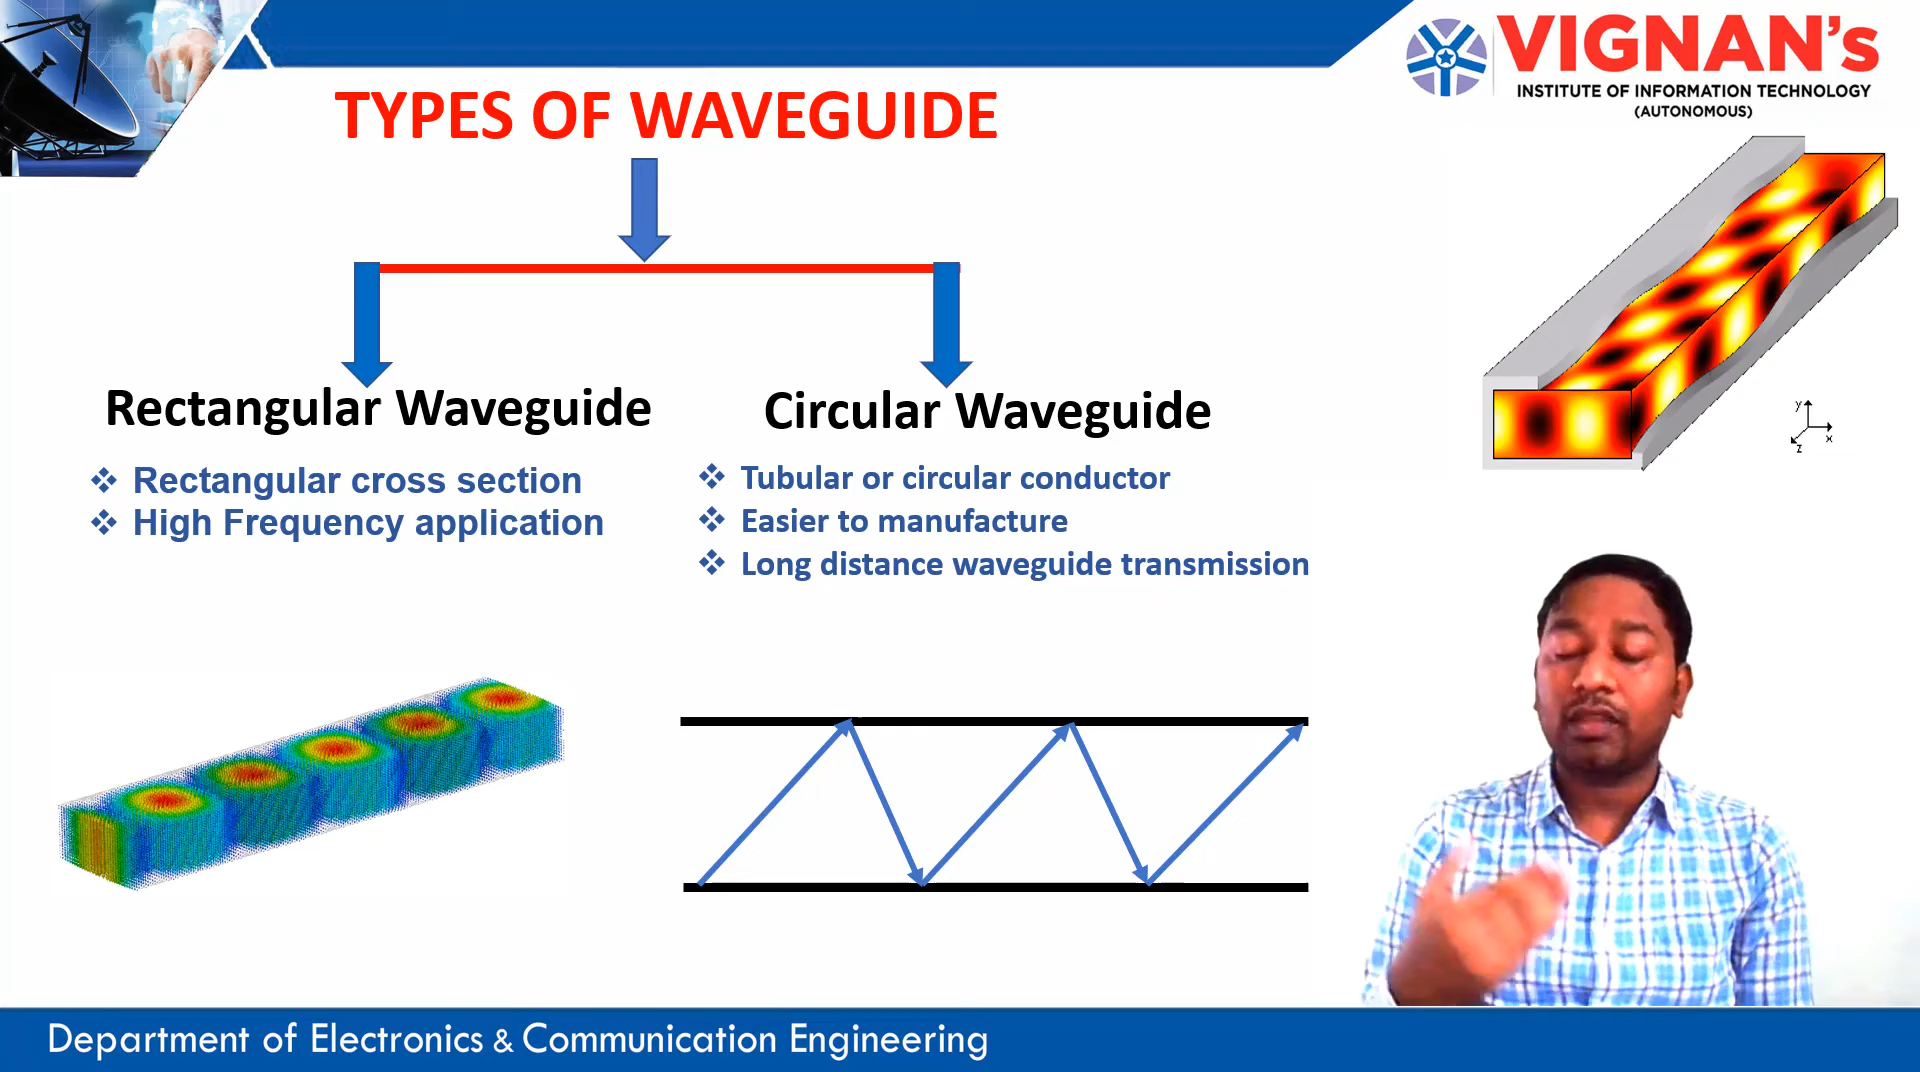 VIGNAN's
INSTITUTE OF INFORMATION TECHNOLOGY
(AUTONOMOUS)
TYPES OF WAVEGUIDE
Rectangular Waveguide
❖ Rectangular cross section
❖ High Frequency application
Circular Waveguide
❖ Tubular or circular conductor
❖ Easier to manufacture
❖ Long distance waveguide transmission
y
x
z
Department of Electronics & Communication Engineering